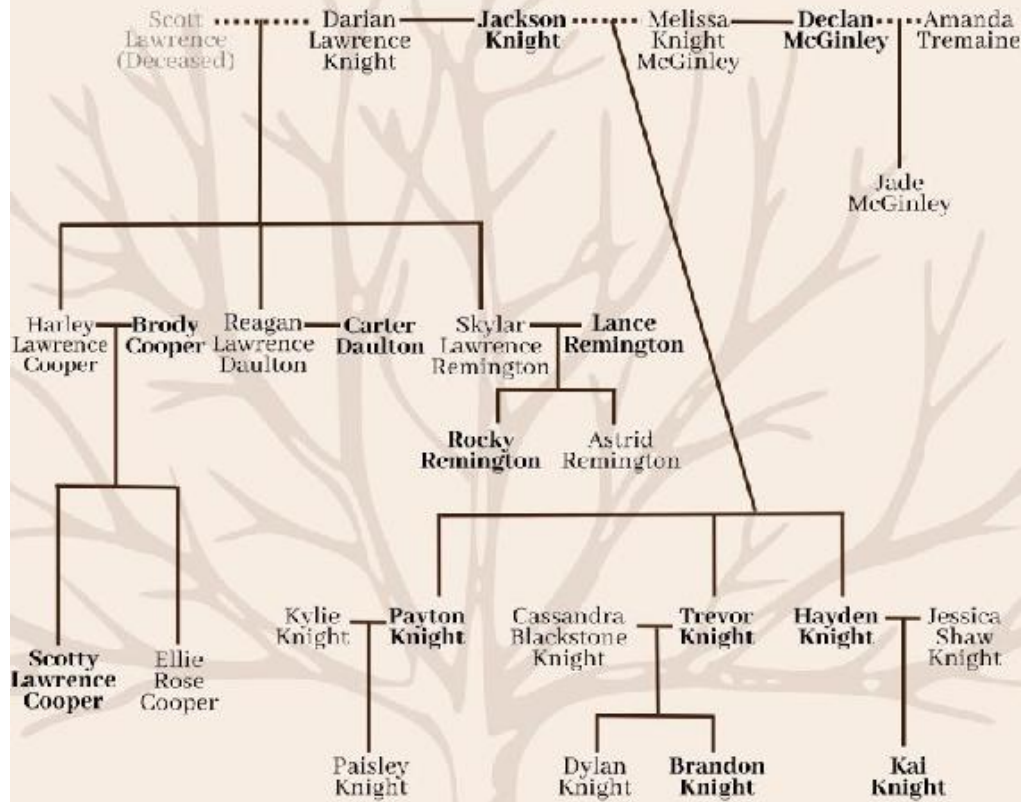 Scott
Lawrence
(Deceased)
Darian
Lawrence
Knight
Jackson
Knight
Melissa
Knight
McGinley
Declan
McGinley
Amanda
Tremaine
Jade
McGinley
Harley
Lawrence
Cooper
Brody
Cooper
Reagan
Lawrence
Daulton
Carter
Daulton
Skylar
Lawrence
Remington
Lance
Remington
Rocky
Remington
Astrid
Remington
Scotty
Lawrence
Cooper
Ellie
Rose
Cooper
Kylie
Knight
Payton
Knight
Cassandra
Blackstone
Knight
Trevor
Knight
Hayden
Knight
Jessica
Shaw
Knight
Paisley
Knight
Dylan
Knight
Brandon
Knight
Kai
Knight